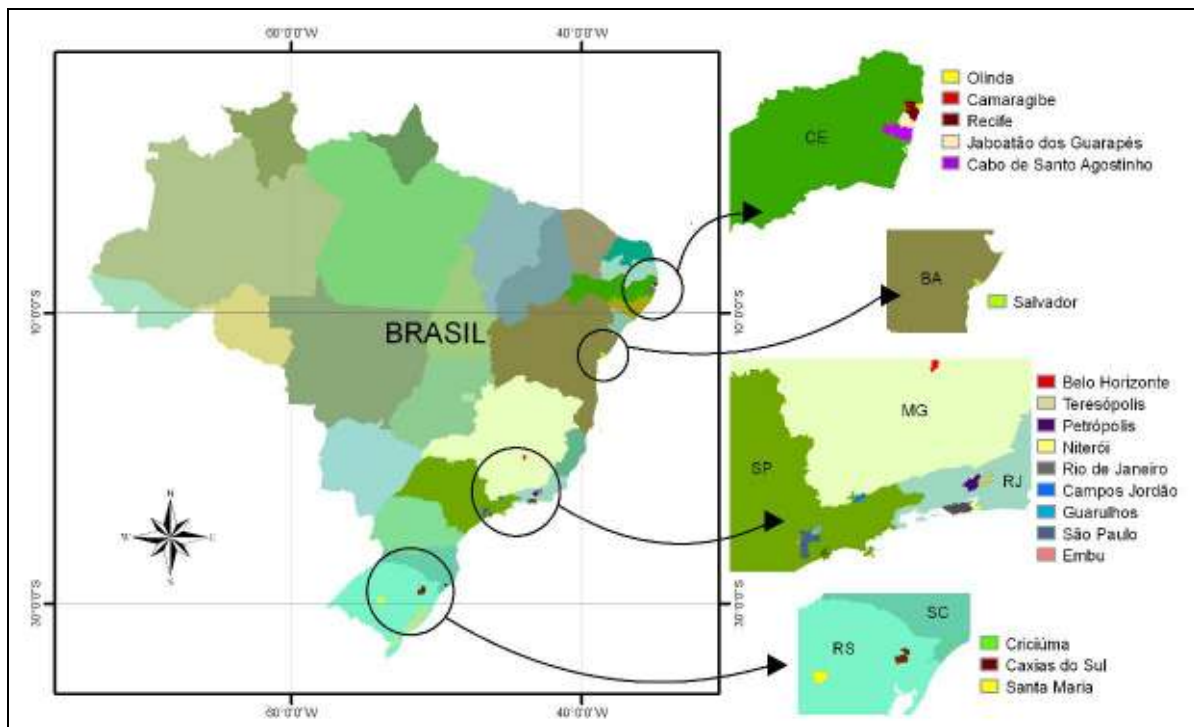 60°0'0"W
40°0'0"W
10°0'0"S
30°0'0"S
BRASIL
N
W
E
S
60°0'0"W
40°0'0"W
10°0'0"S
30°0'0"S
CE
Olinda
Camaragibe
Recife
Jaboatão dos Guarapés
Cabo de Santo Agostinho
BA
Salvador
MG
SP
RJ
Belo Horizonte
Teresópolis
Petrópolis
Niterói
Rio de Janeiro
Campos Jordão
Guarulhos
São Paulo
Embu
SC
RS
Criciúma
Caxias do Sul
Santa Maria